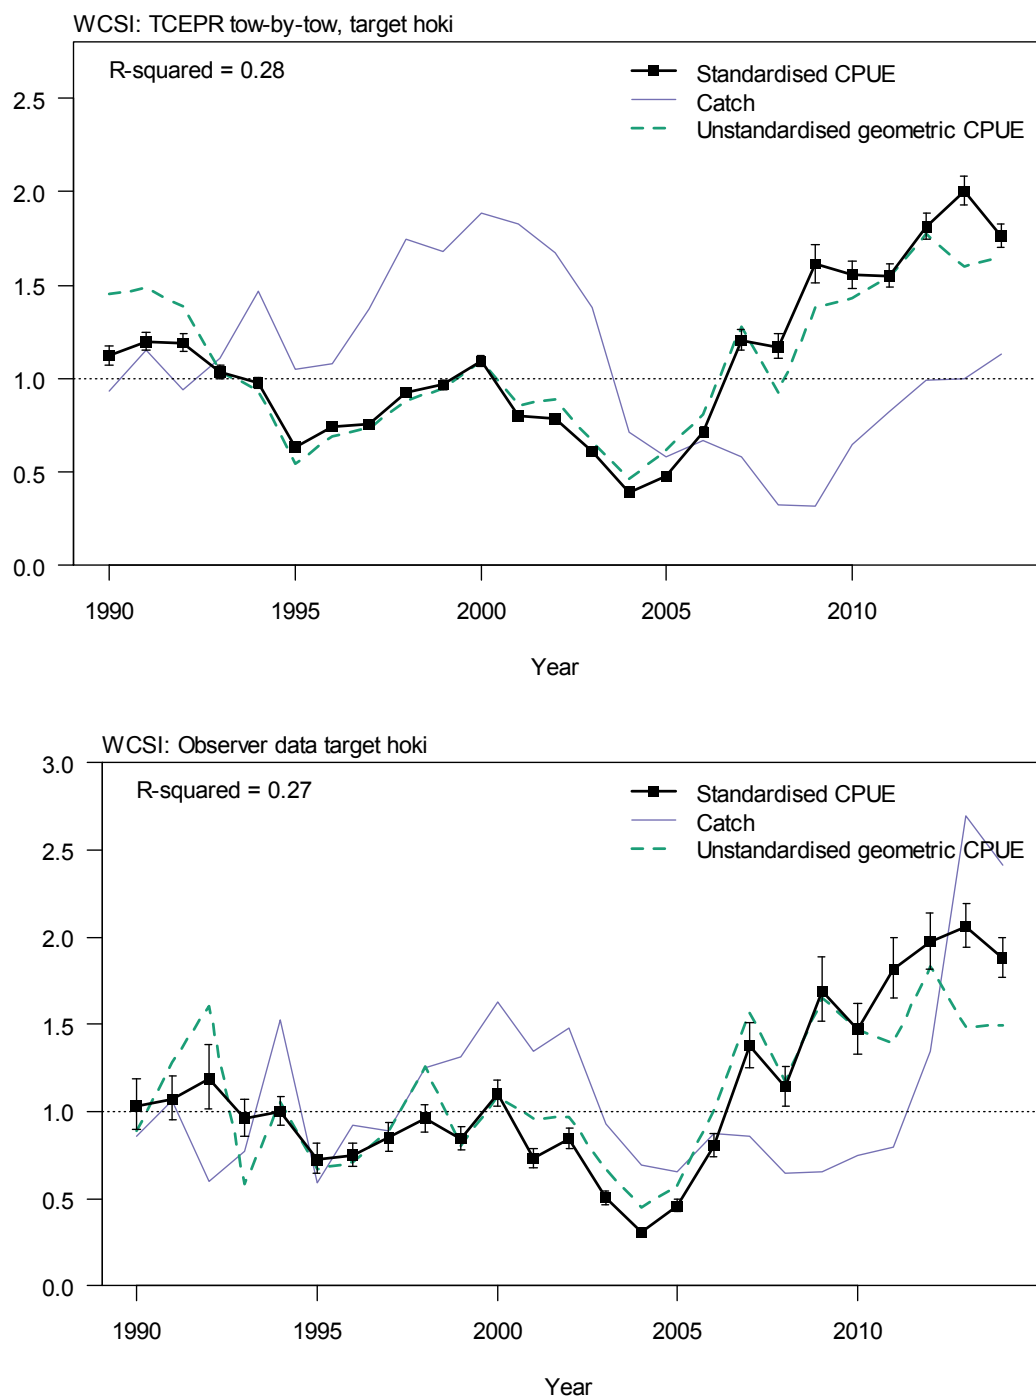 WCSI: TCEPR tow-by-tow, target hoki
R-squared = 0.28
Standardised CPUE
Catch
Unstandardised geometric CPUE
2.5
2.0
1.5
1.0
0.5
0.0
1990 1995 2000 2005 2010
Year
WCSI: Observer data target hoki
3.0
R-squared = 0.27
Standardised CPUE
Catch
Unstandardised geometric CPUE
2.5
2.0
1.5
1.0
0.5
0.0
1990 1995 2000 2005 2010
Year